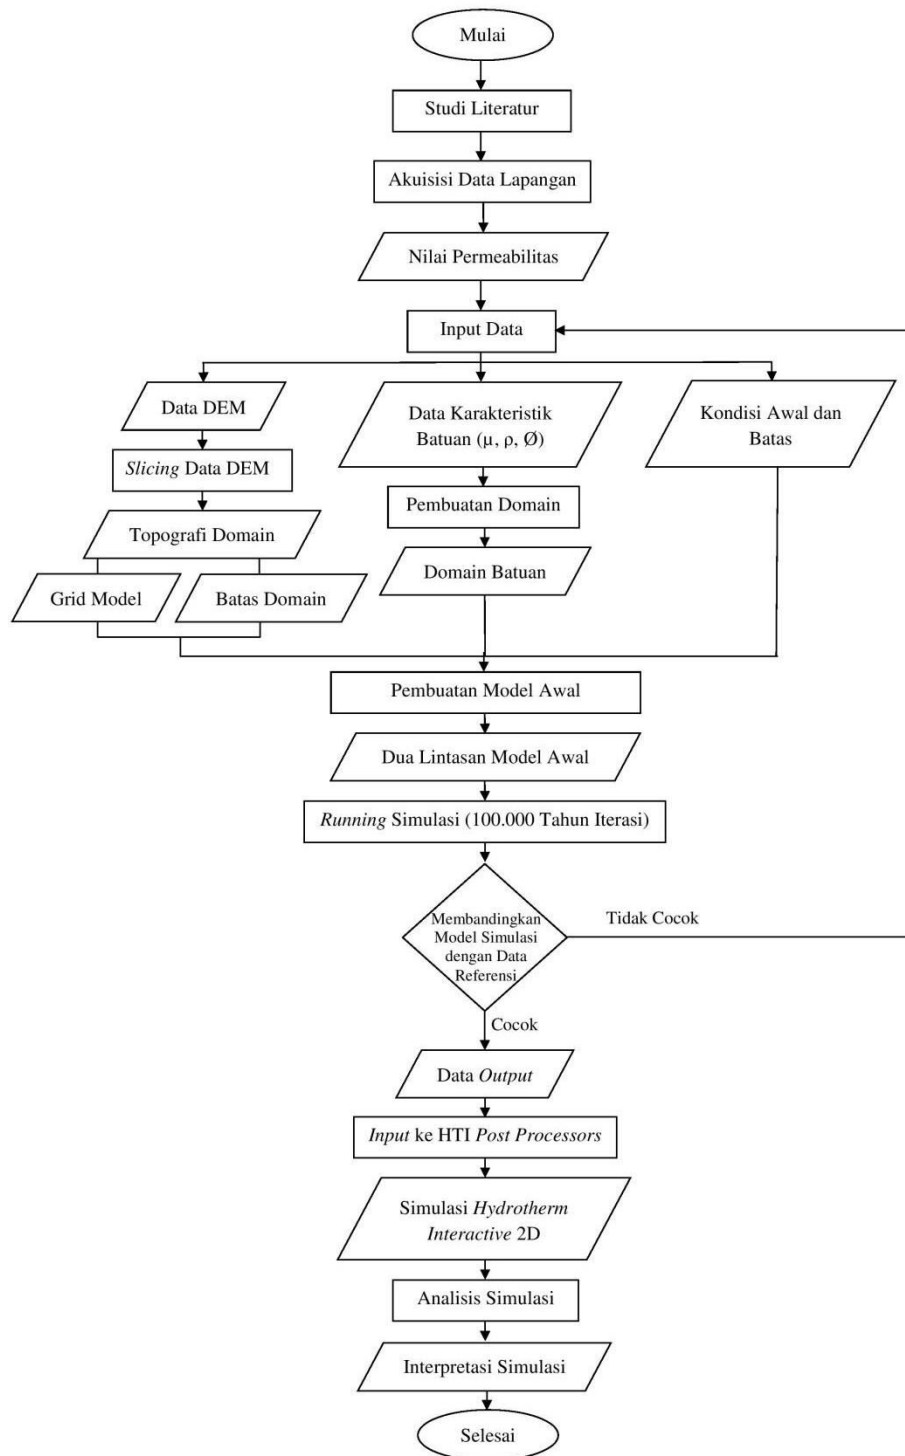 Mulai
Studi Literatur
Akuisisi Data Lapangan
Nilai Permeabilitas
Input Data
Data DEM
Slicing Data DEM
Topografi Domain
Grid Model
Batas Domain
Data Karakteristik
Batuan (µ, ρ, Ø)
Pembuatan Domain
Domain Batuan
Kondisi Awal dan
Batas
Pembuatan Model Awal
Dua Lintasan Model Awal
Running Simulasi (100.000 Tahun Iterasi)
Membandingkan
Model Simulasi
dengan Data
Referensi
Tidak Cocok
Cocok
Data Output
Input ke HTI Post Processors
Simulasi Hydrotherm
Interactive 2D
Analisis Simulasi
Interpretasi Simulasi
Selesai